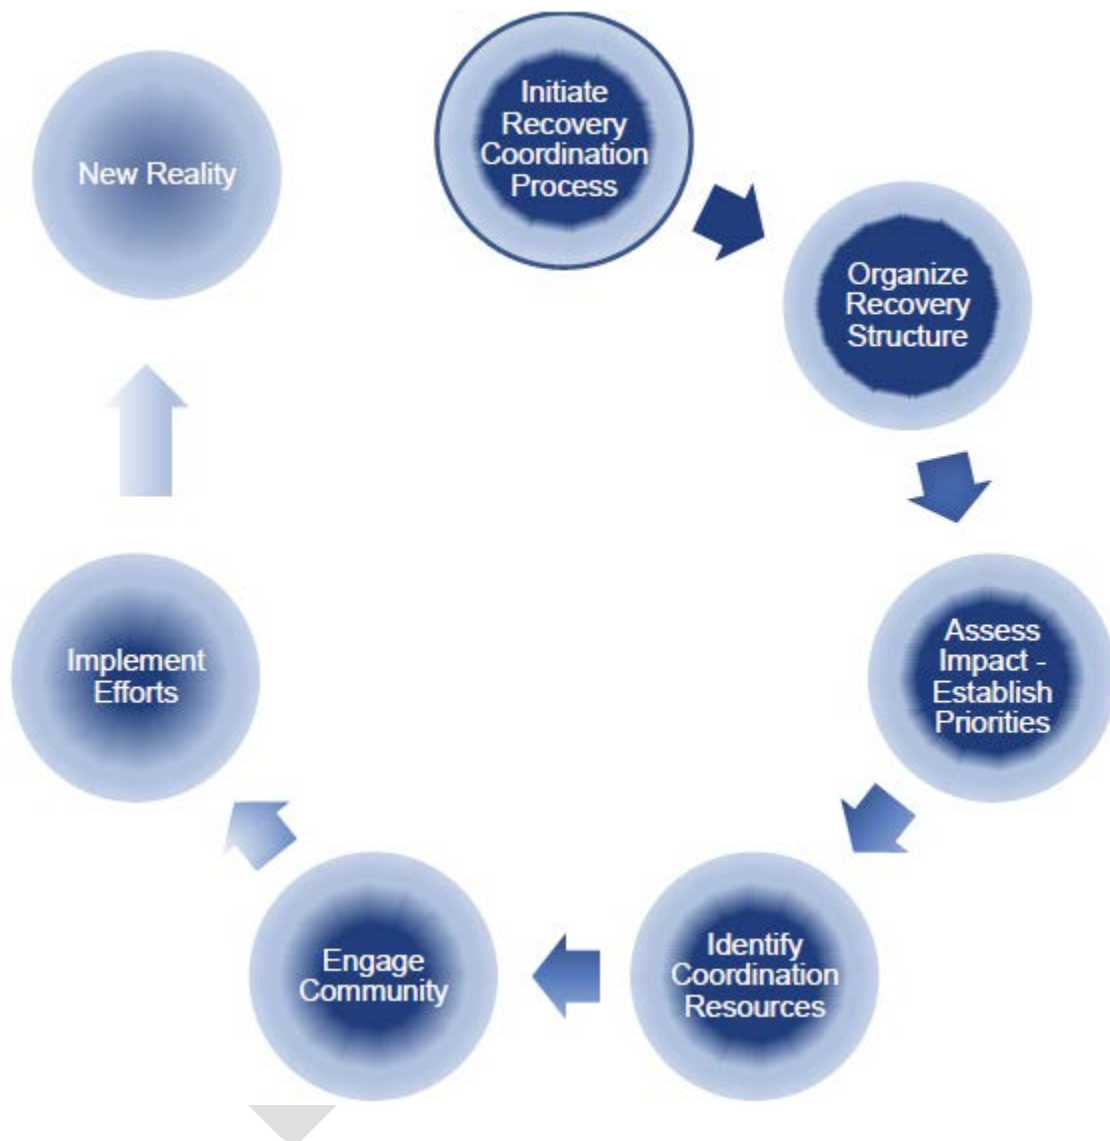 Initiate
Recovery
Coordination
Process
Organize
Recovery
Structure
Assess
Impact -
Establish
Priorities
Identify
Coordination
Resources
Engage
Community
Implement
Efforts
New Reality